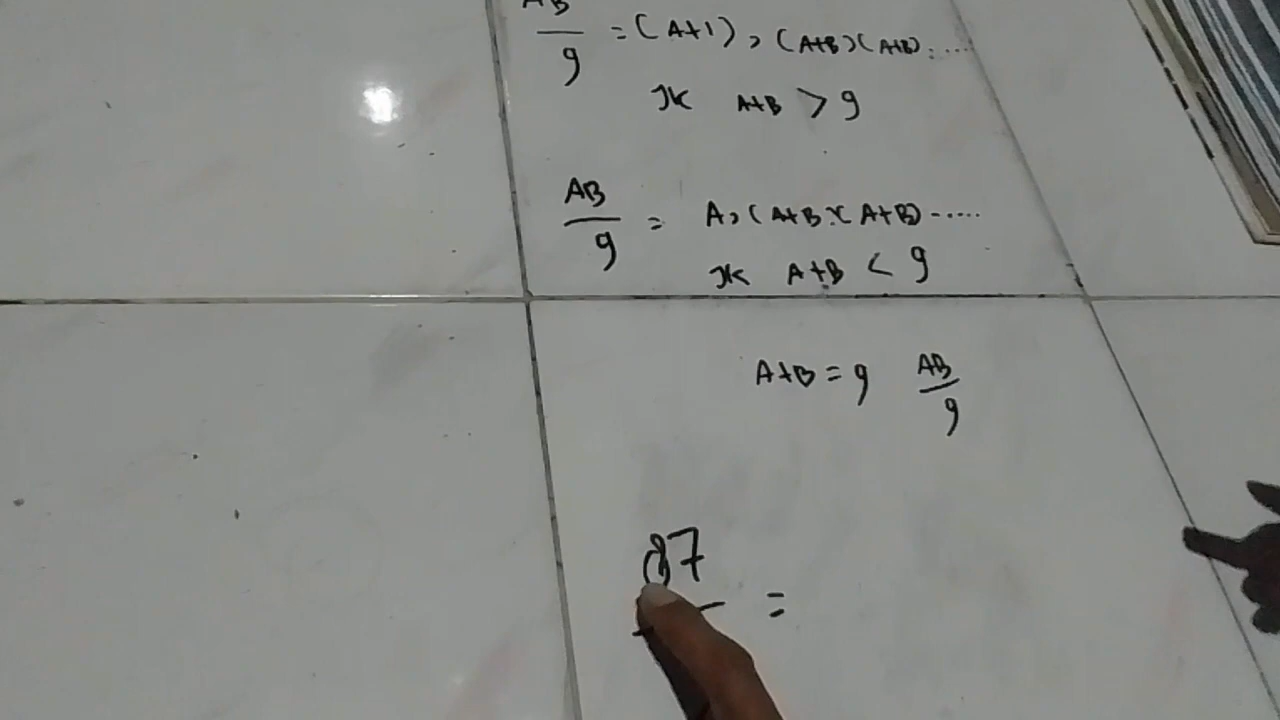 AB
9
= (A+1) , (A+B)(A+B).....
JK A+B > 9
AB
9
= A,(A+B)(A+B).....
JK A+B < 9
A+B = 9 AB
9
87
=